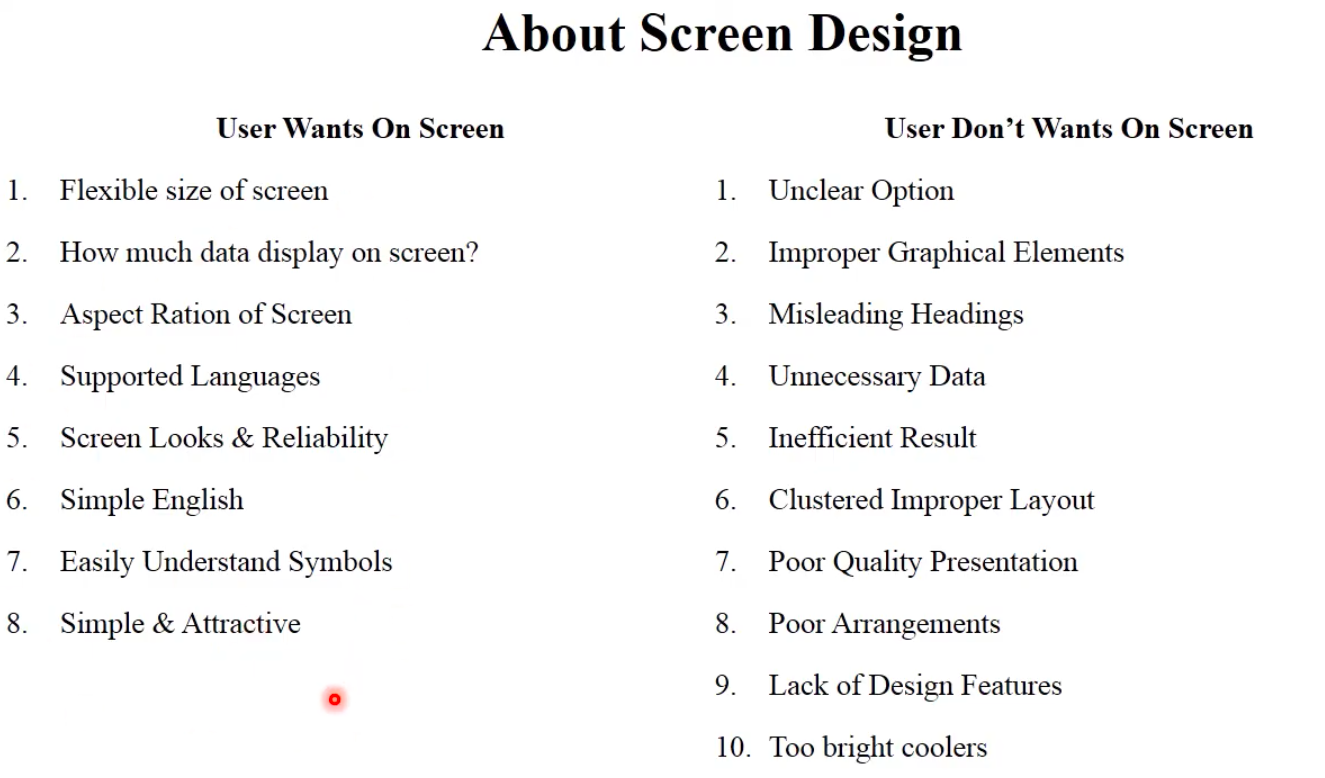 About Screen Design
User Wants On Screen
1. Flexible size of screen
2. How much data display on screen?
3. Aspect Ration of Screen
4. Supported Languages
5. Screen Looks & Reliability
6. Simple English
7. Easily Understand Symbols
8. Simple & Attractive
User Don’t Wants On Screen
1. Unclear Option
2. Improper Graphical Elements
3. Misleading Headings
4. Unnecessary Data
5. Inefficient Result
6. Clustered Improper Layout
7. Poor Quality Presentation
8. Poor Arrangements
9. Lack of Design Features
10. Too bright coolers